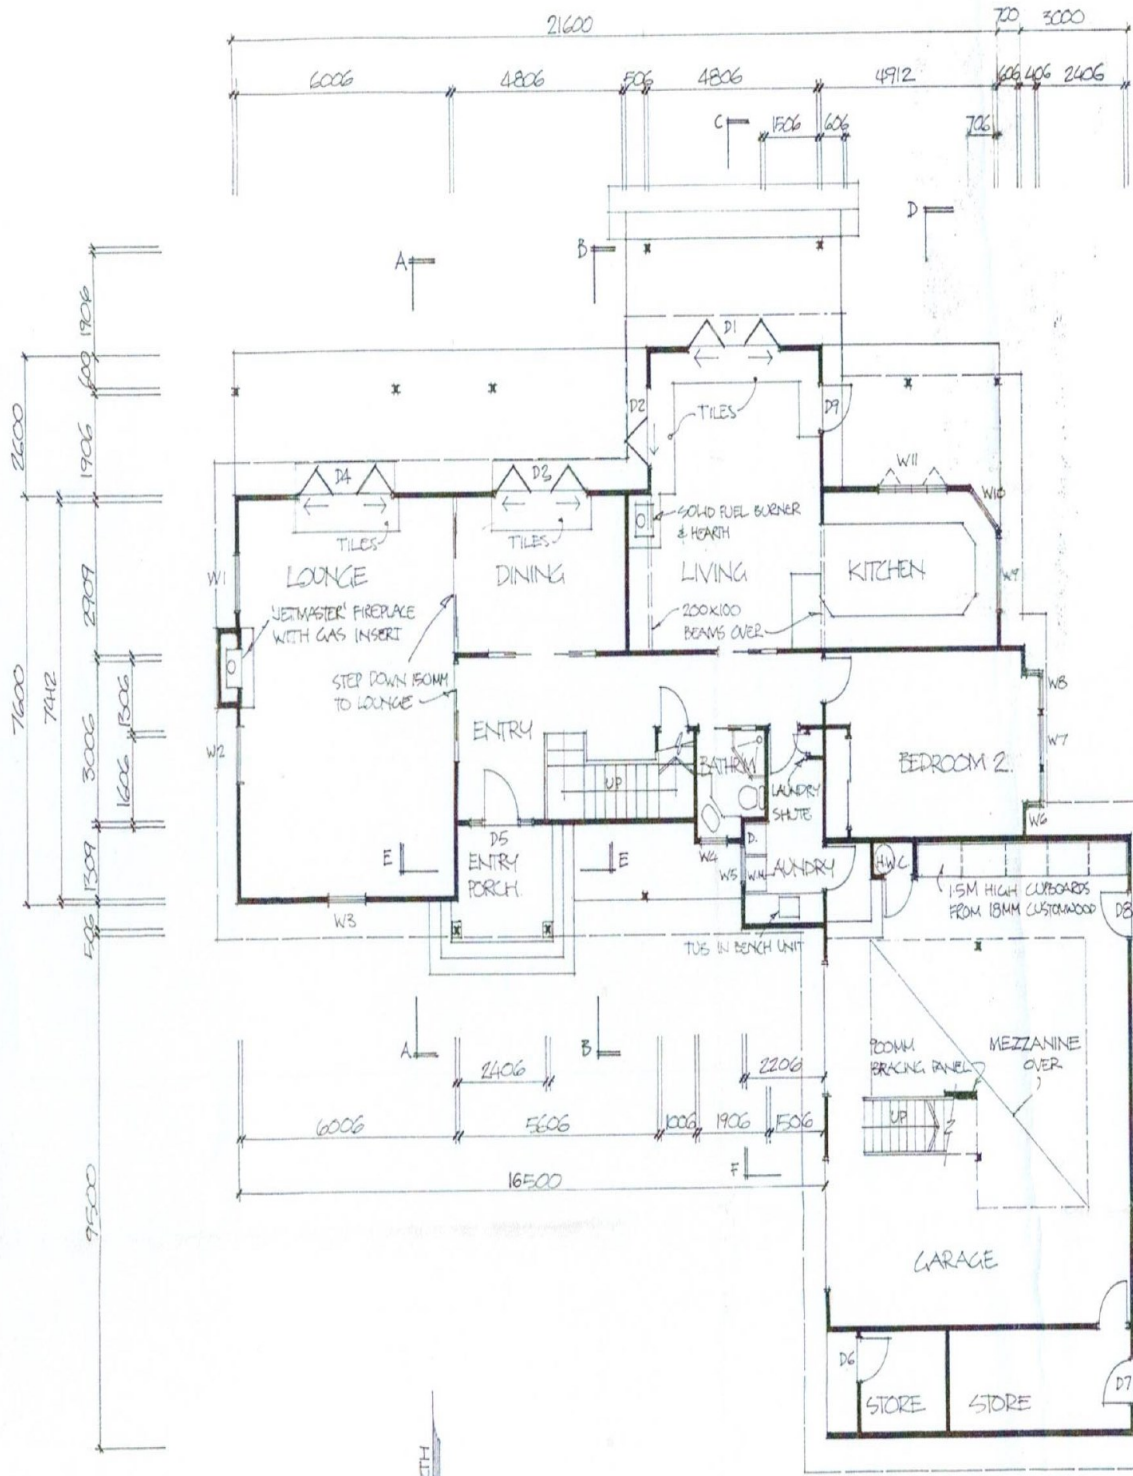 21600
700
3000
6006
4806
506
4806
4912
606
406
2406
C
1506
606
706
D
B
A
1906
600
2600
1906
D1
D2
TILES
D9
W11
W10
D4
D3
TILES
TILES
SOLID FUEL BURNER
& HEARTH
LOUNGE
DINING
LIVING
KITCHEN
W1
W9
'JETMASTER' FIREPLACE
WITH GAS INSERT
200x100
BEAMS OVER
STEP DOWN 150MM
TO LOUNGE
2909
7600
7412
3006
1306
1606
1309
506
9500
W2
ENTRY
UP
BATHRM
LAUNDRY
SHUTE
BEDROOM 2.
W8
W7
W6
D5
ENTRY
PORCH
E
E
W4
W5
D.
W.M.
LAUNDRY
H.W.C.
1.5M HIGH CUPBOARDS
FROM 18MM CUSTOMWOOD
D8
W3
TUB IN BENCH UNIT
A
B
2406
2206
900MM
BRACING PANEL
MEZZANINE
OVER
UP
6006
5606
1006
1906
1506
F
16500
GARAGE
D6
STORE
STORE
D7
TH